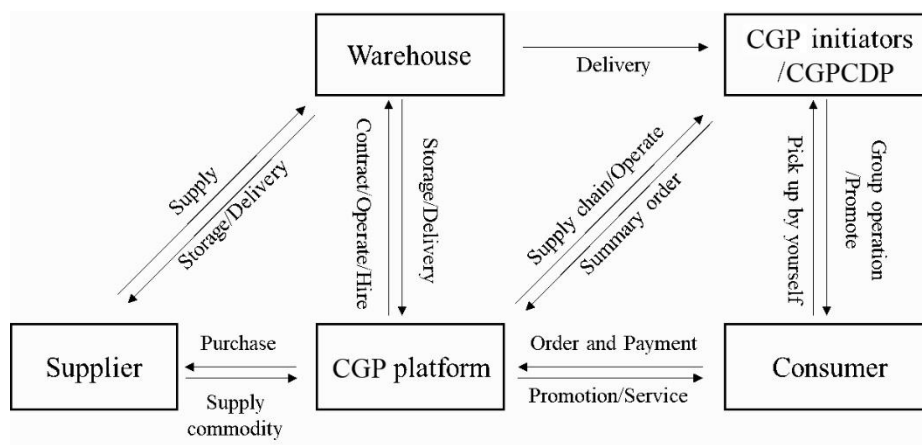 Warehouse
Delivery
CGP initiators
/CGPCDP
Supply
Storage/Delivery
Contract/Operate/Hire
Storage/Delivery
Supply chain/Operate
Summary order
Pick up by yourself
Group operation
/Promote
Supplier
Purchase
Supply
commodity
CGP platform
Order and Payment
Promotion/Service
Consumer